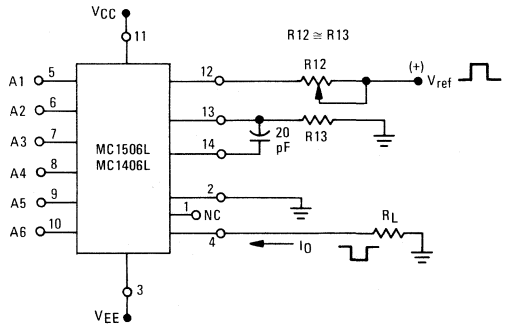 VCC
11
R12 ≅ R13
A1 5
A2 6
A3 7
A4 8
A5 9
A6 10
MC1506L
MC1406L
12
R12
(+)
Vref
13
R13
20
pF
14
2
1
NC
4
IO
RL
3
VEE